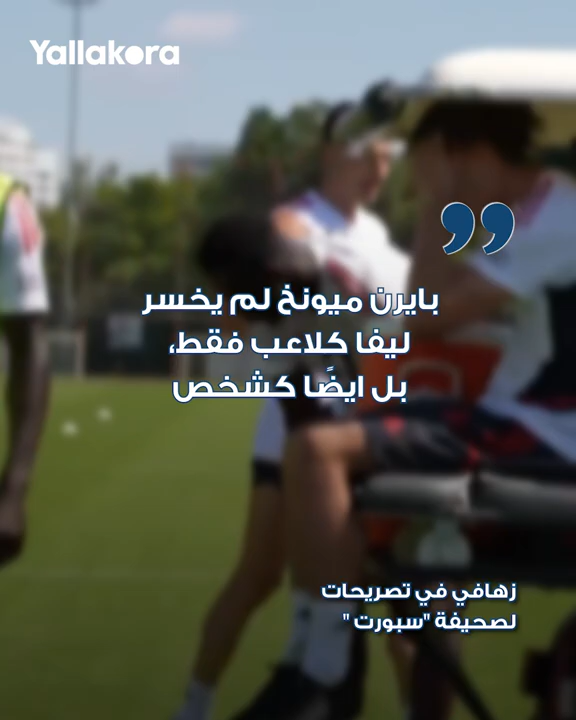 Yallakora
بايرن ميونخ لم يخسر
ليفا كلاعب فقط،
بل ايضًا كشخص
زهافي في تصريحات
لصحيفة "سبورت "